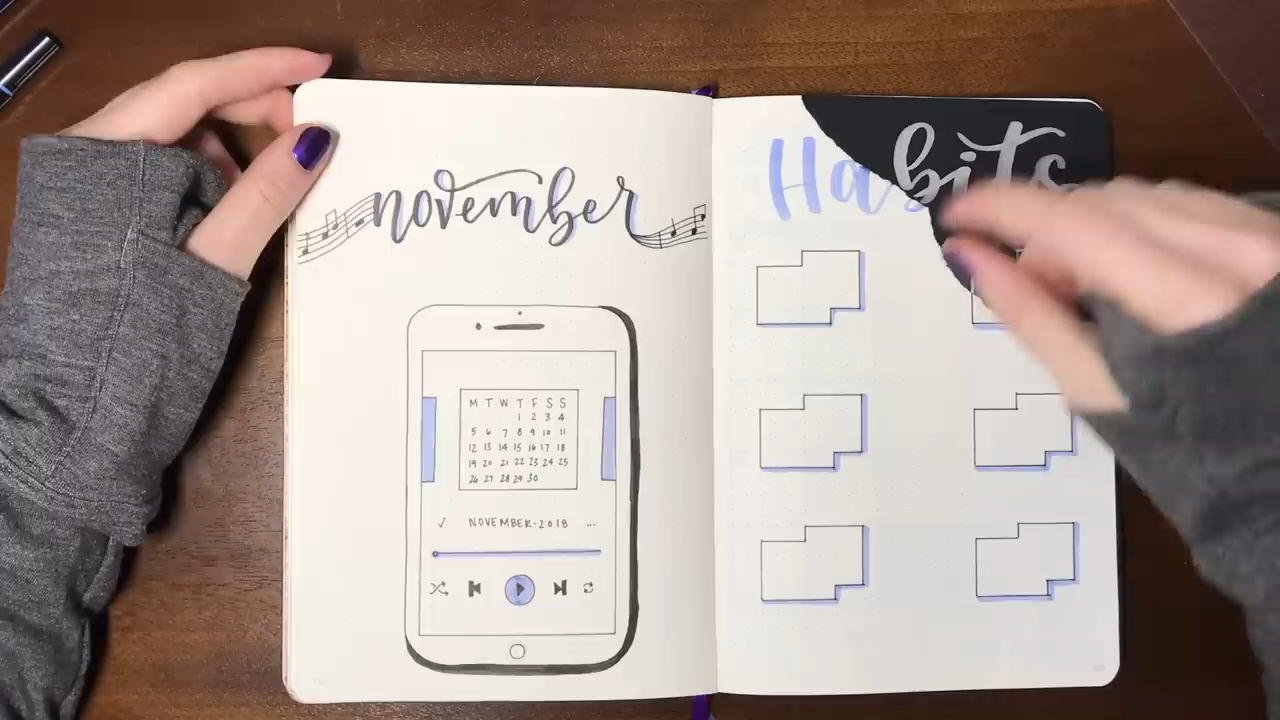 november
M T W T F S S
1 2 3 4
5 6 7 8 9 10 11
12 13 14 15 16 17 18
19 20 21 22 23 24 25
26 27 28 29 30
NOVEMBER-2018 ...
Habits